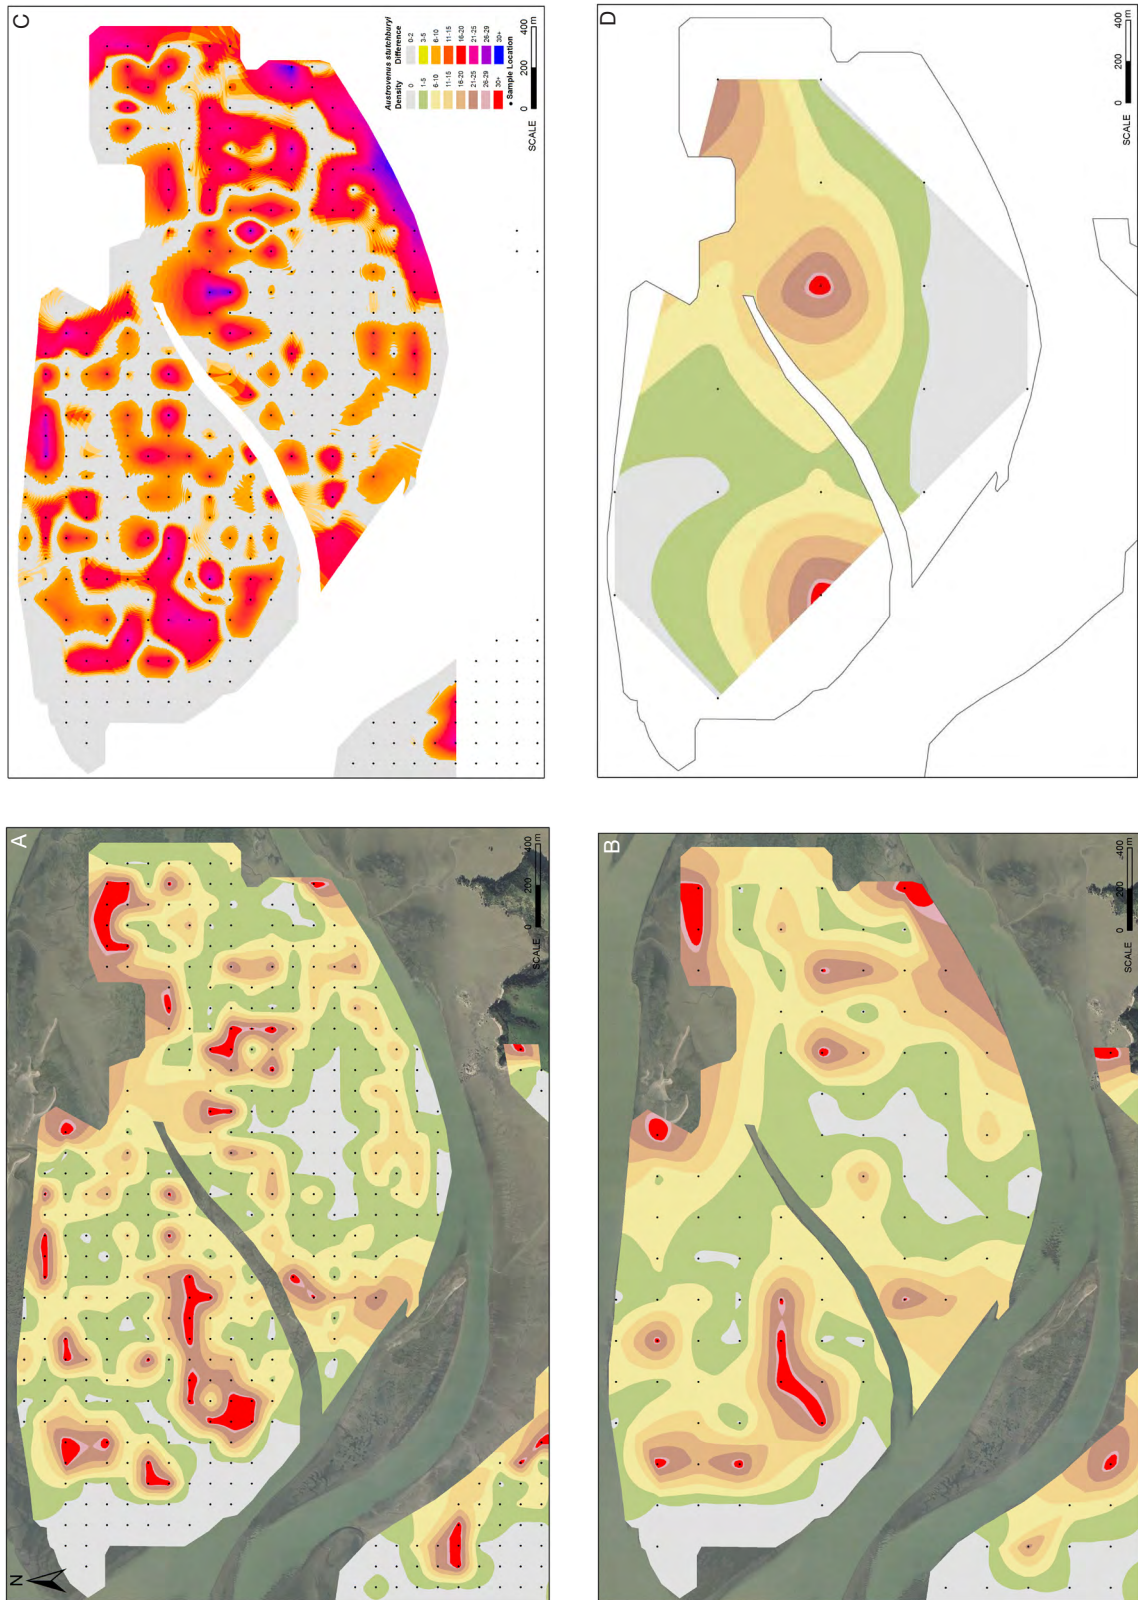 C
Austrovenus stutchburyi
Density Difference
0 0-2
1-5 3-5
6-10 6-10
11-15 11-15
16-20 16-20
21-25 21-25
26-29 26-29
30+ 30+
Sample Location
SCALE
0 200 400
m
D
SCALE
0 200 400
m
A
N
SCALE
0 200 400
m
B
SCALE
0 200 400
m